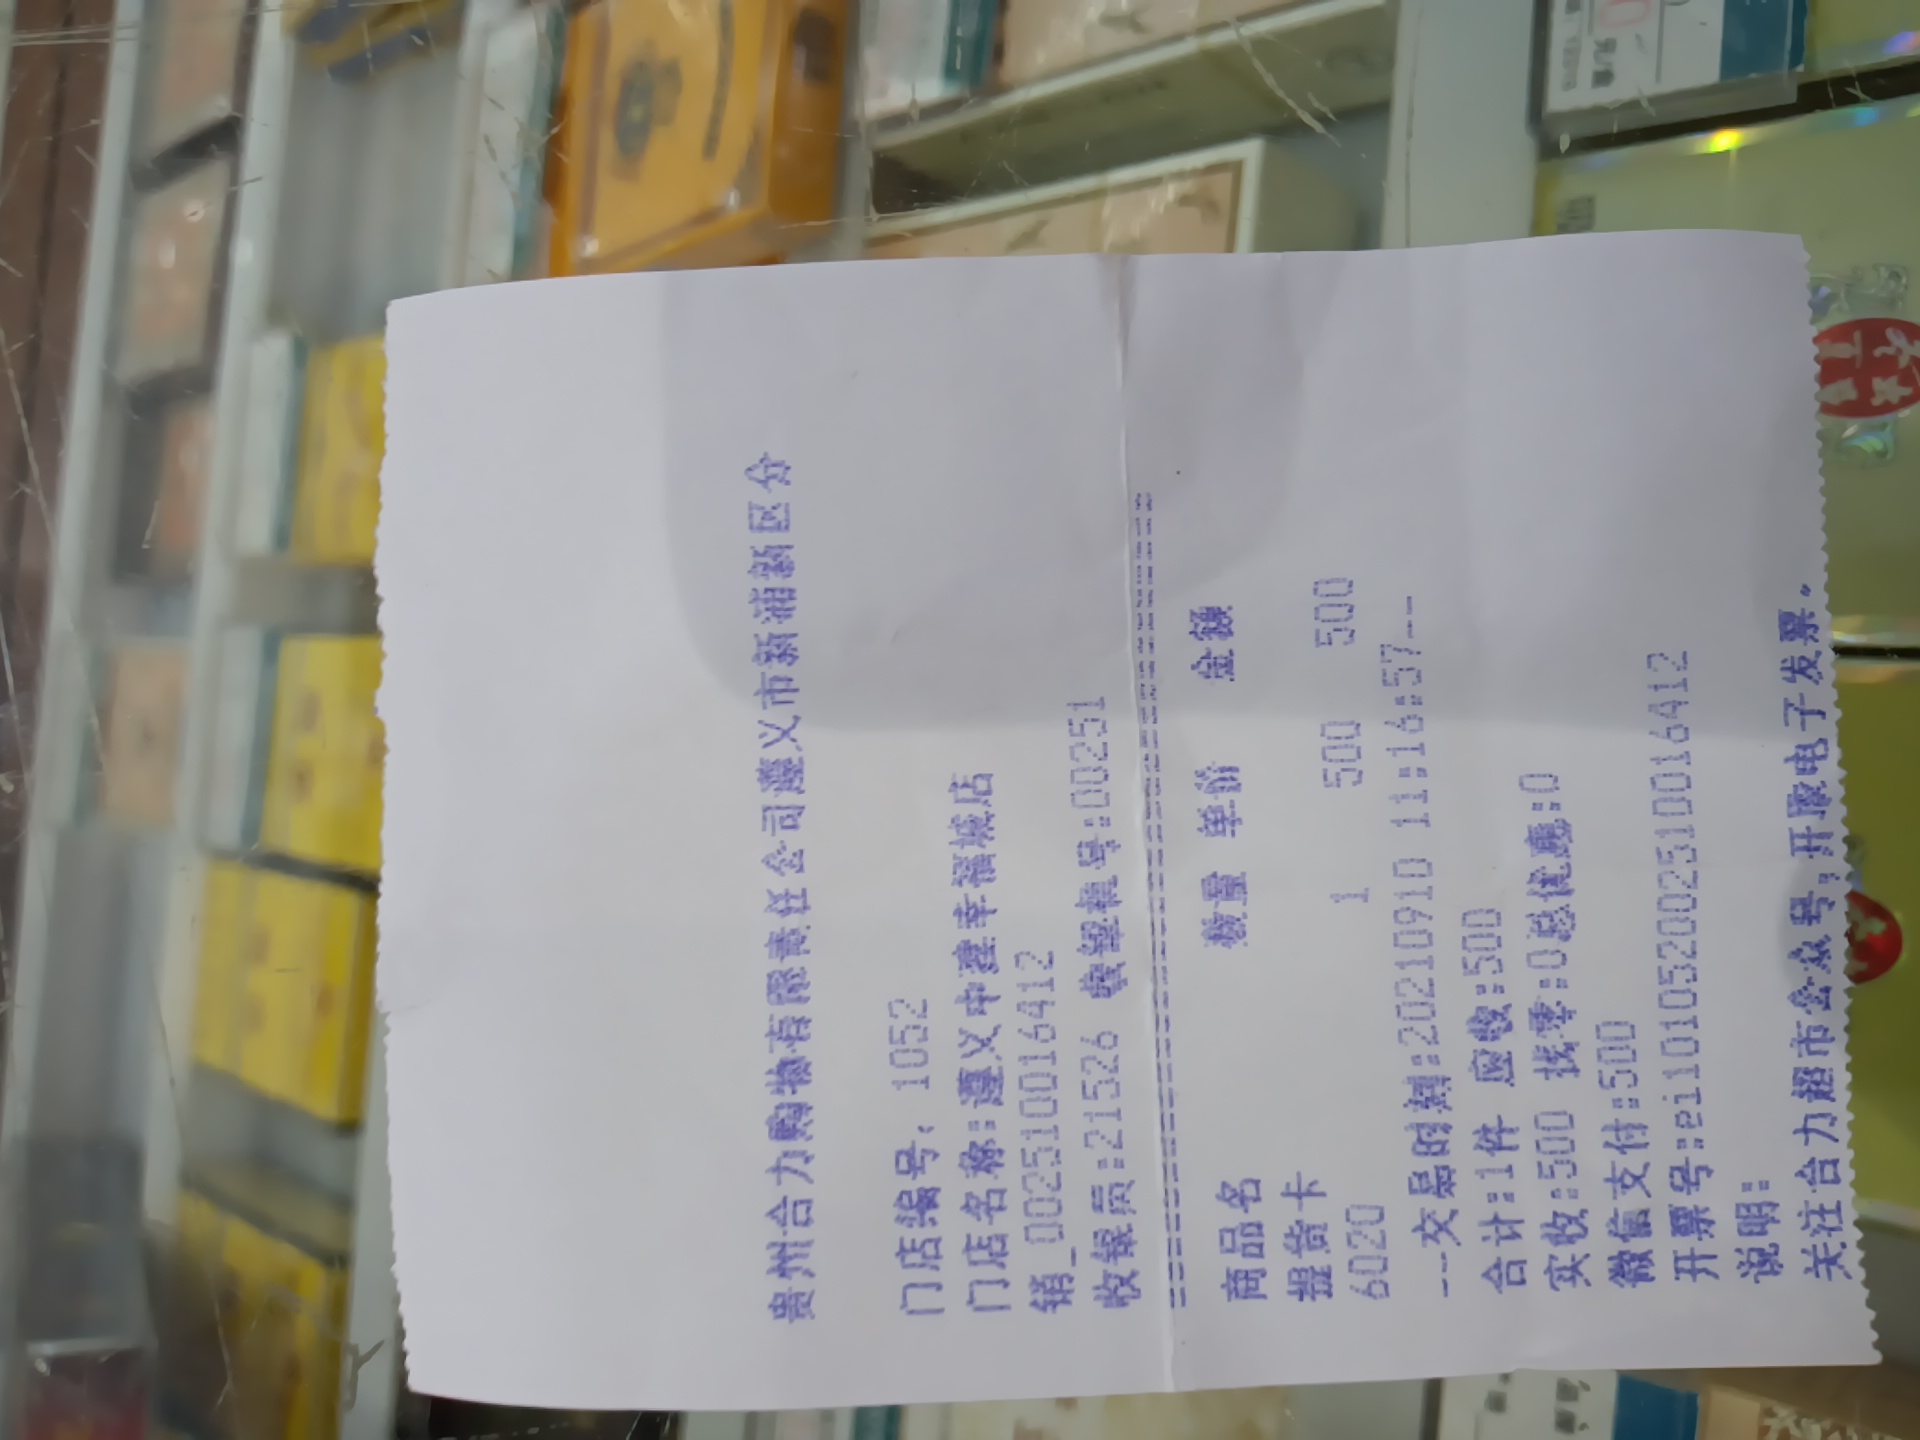 贵州合力购物有限责任公司遵义市新浦新区分
门店编号: 1052
门店名称:遵义中建幸福城店
销_002510016412
收银员:21526 收银机号:00251
商品名 数量 单价 金额
提货卡
6020 1 500 500
---交易时刻:20210910 11:16:57---
合计:1件 应收:500
实收:500 找零:0总优惠:0
微信支付:500
开票号:ei101052002510016412
说明:
关注合力超市公众号,开取电子发票。